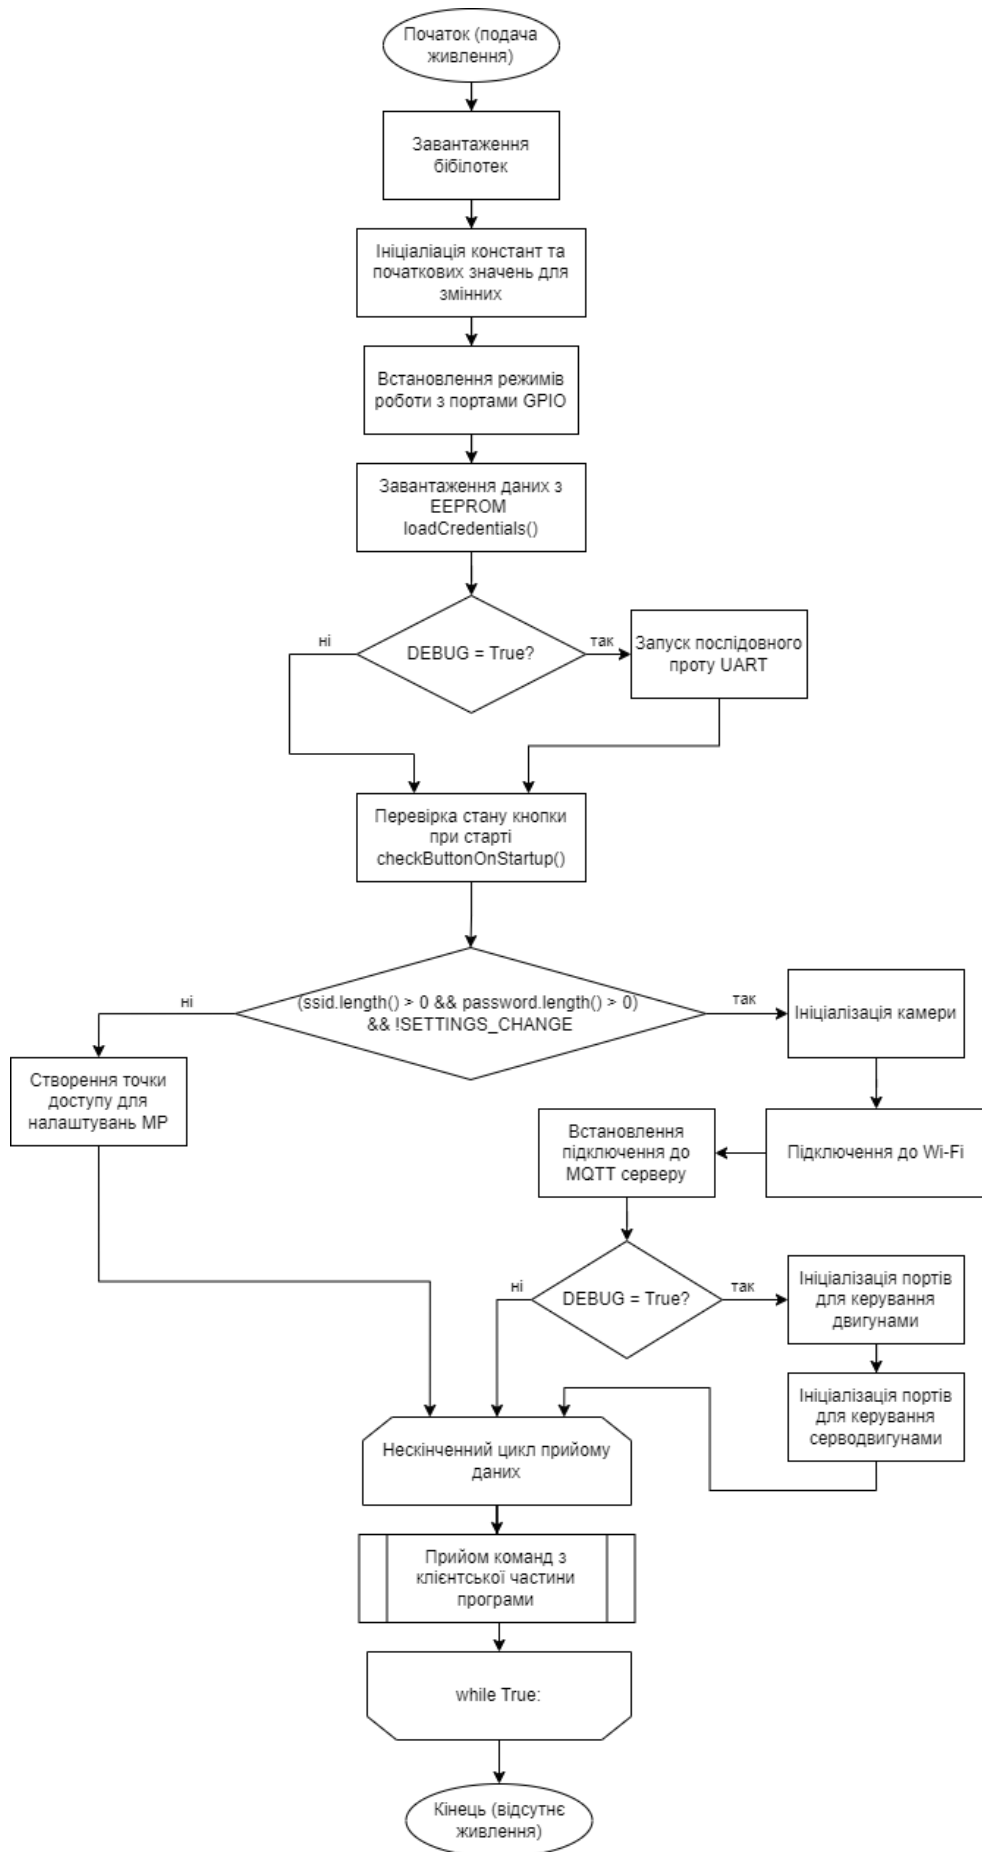 Початок (подача
живлення)
Завантаження
бібілотек
Ініціаліація констант та
початкових значень для
змінних
Встановлення режимів
роботи з портами GPIO
Завантаження даних з
EEPROM
loadCredentials()
ні
DEBUG = True?
так
Запуск послідовного
проту UART
Перевірка стану кнопки
при старті
checkButtonOnStartup()
ні
(ssid.length() > 0 && password.length() > 0)
&& !SETTINGS_CHANGE
так
Ініціалізація камери
Створення точки
доступу для
налаштувань МР
Встановлення
підключення до
MQTT серверу
Підключення до Wi-Fi
ні
DEBUG = True?
так
Ініціалізація портів
для керування
двигунами
Ініціалізація портів
для керування
серводвигунами
Нескінченний цикл прийому
даних
Прийом команд з
клієнтської частини
програми
while True:
Кінець (відсутнє
живлення)